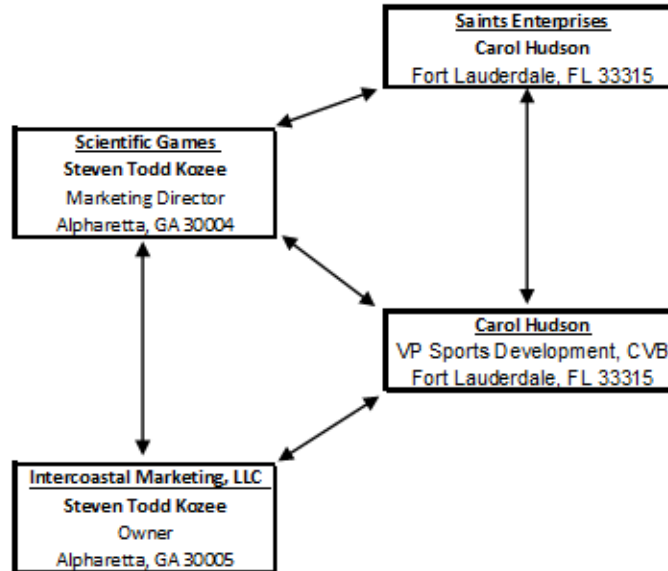 Saints Enterprises
Carol Hudson
Fort Lauderdale, FL 33315
Scientific Games
Steven Todd Kozee
Marketing Director
Alpharetta, GA 30004
Carol Hudson
VP Sports Development, CVB
Fort Lauderdale, FL 33315
Intercoastal Marketing, LLC
Steven Todd Kozee
Owner
Alpharetta, GA 30005